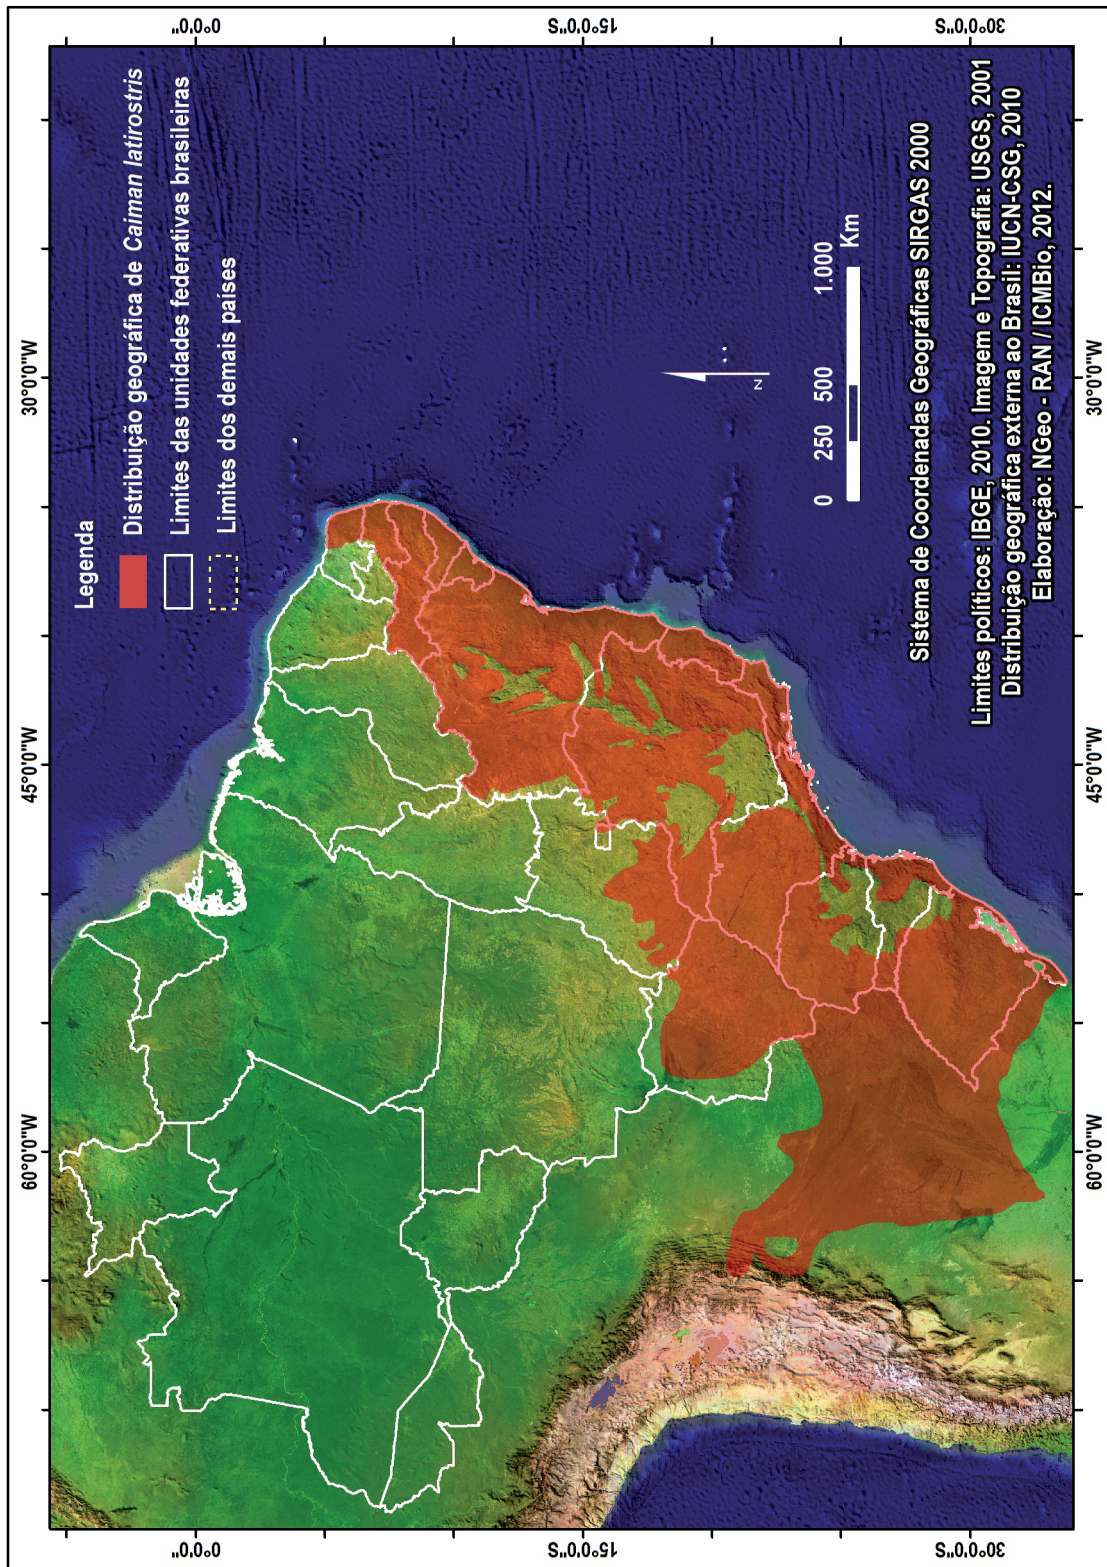 Legenda
Distribuição geográfica de Caiman latirostris
Limites das unidades federativas brasileiras
Limites dos demais países
30°0'0"W
45°0'0"W
60°0'0"W
30°0'0"W
45°0'0"W
60°0'0"W
0°0'0"
15°0'0"S
30°0'0"S
0°0'0"
15°0'0"S
30°0'0"S
N
0 250 500 1.000
Km
Sistema de Coordenadas Geográficas SIRGAS 2000
Limites políticos: IBGE, 2010. Imagem e Topografia: USGS, 2001
Distribuição geográfica externa ao Brasil: IUCN-CSG, 2010
Elaboração: NGeo - RAN / ICMBio, 2012.